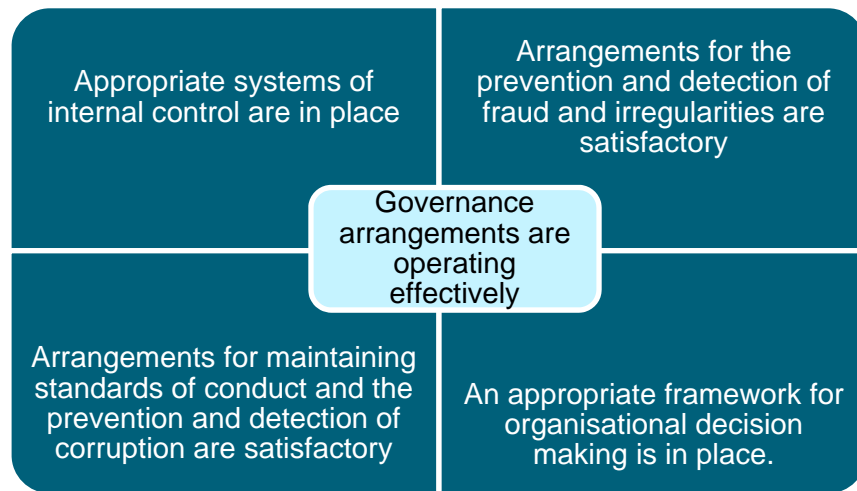 Appropriate systems of
internal control are in place
Arrangements for the
prevention and detection of
fraud and irregularities are
satisfactory
Governance
arrangements are
operating
effectively
Arrangements for maintaining
standards of conduct and the
prevention and detection of
corruption are satisfactory
An appropriate framework for
organisational decision
making is in place.